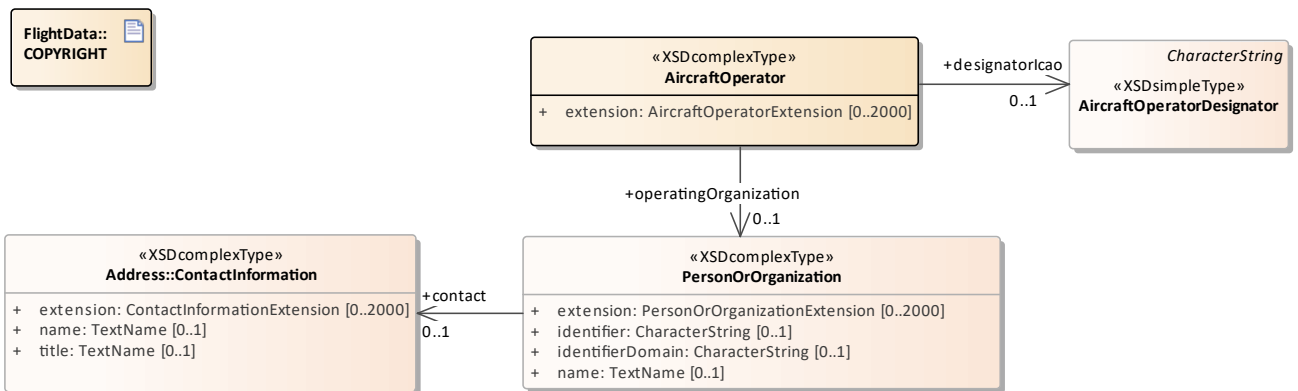 FlightData::
COPYRIGHT
«XSDcomplexType»
AircraftOperator
+ extension: AircraftOperatorExtension [0..2000]
+designatorIcao
0..1
CharacterString
«XSDsimpleType»
AircraftOperatorDesignator
+operatingOrganization
0..1
«XSDcomplexType»
Address::ContactInformation
+ extension: ContactInformationExtension [0..2000]
+ name: TextName [0..1]
+ title: TextName [0..1]
+contact
0..1
«XSDcomplexType»
PersonOrOrganization
+ extension: PersonOrOrganizationExtension [0..2000]
+ identifier: CharacterString [0..1]
+ identifierDomain: CharacterString [0..1]
+ name: TextName [0..1]